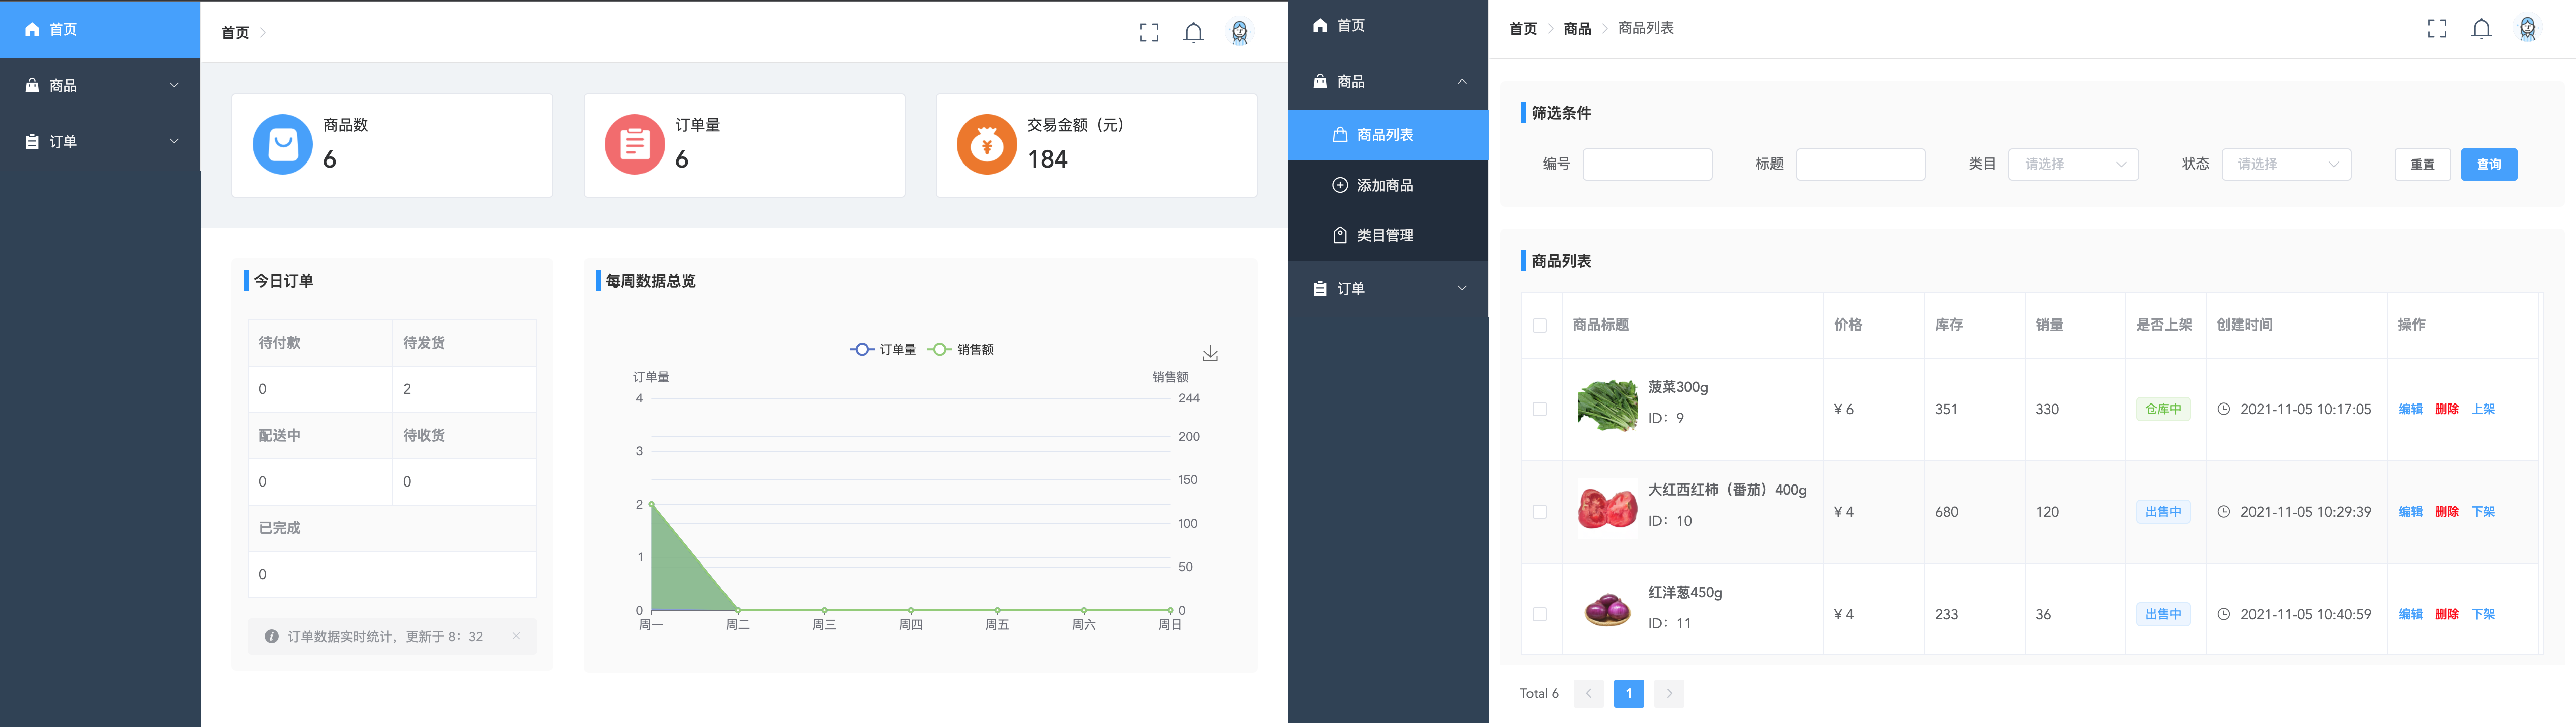 首页
商品
订单
首页
商品数
6
订单量
6
交易金额（元）
184
今日订单
待付款 待发货
0 2
配送中 待收货
0 0
已完成
0
订单数据实时统计，更新于 8：32
每周数据总览
订单量 销售额
订单量 销售额
4 244
200
3
150
2
100
1
50
0 0
周一 周二 周三 周四 周五 周六 周日
首页
商品
商品列表
添加商品
类目管理
订单
首页 商品 商品列表
筛选条件
编号 标题 类目 请选择 状态 请选择 重置 查询
商品列表
商品标题 价格 库存 销量 是否上架 创建时间 操作
菠菜300g
ID：9
¥ 6 351 330 仓库中 2021-11-05 10:17:05 编辑 删除 上架
大红西红柿（番茄）400g
ID：10
¥ 4 680 120 出售中 2021-11-05 10:29:39 编辑 删除 下架
红洋葱450g
ID：11
¥ 4 233 36 出售中 2021-11-05 10:40:59 编辑 删除 下架
Total 6 1